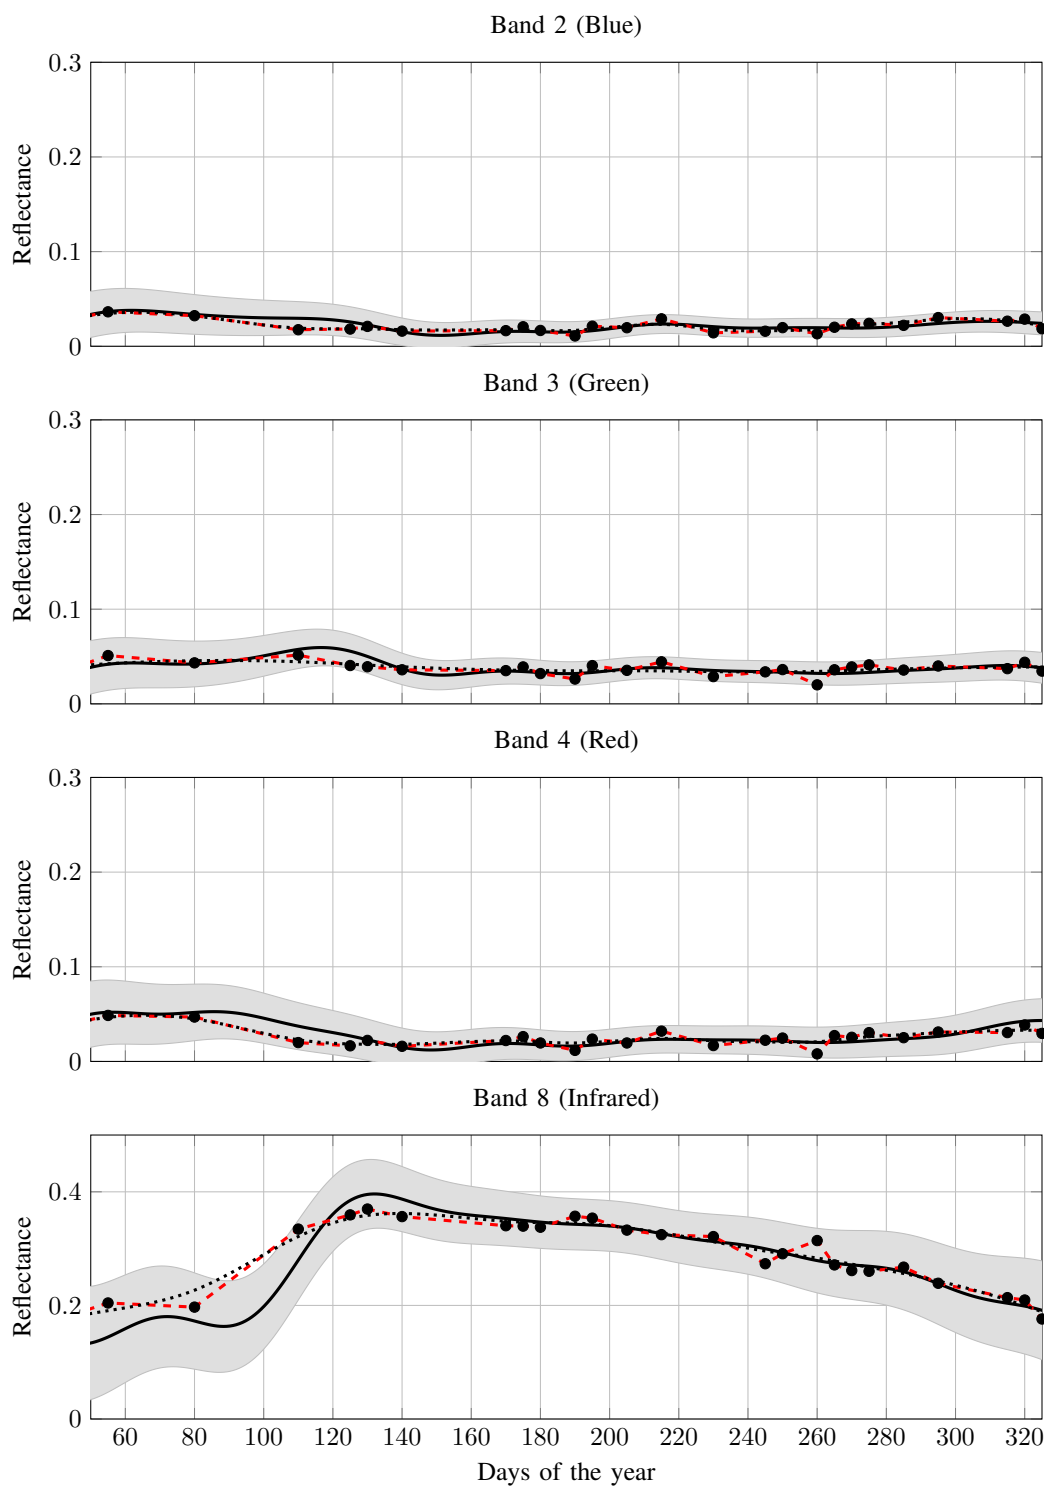 Band 2 (Blue)
0.3
0.2
0.1
0
Reflectance
Band 3 (Green)
0.3
0.2
0.1
0
Reflectance
Band 4 (Red)
0.3
0.2
0.1
0
Reflectance
Band 8 (Infrared)
0.4
0.2
0
Reflectance
60 80 100 120 140 160 180 200 220 240 260 280 300 320
Days of the year